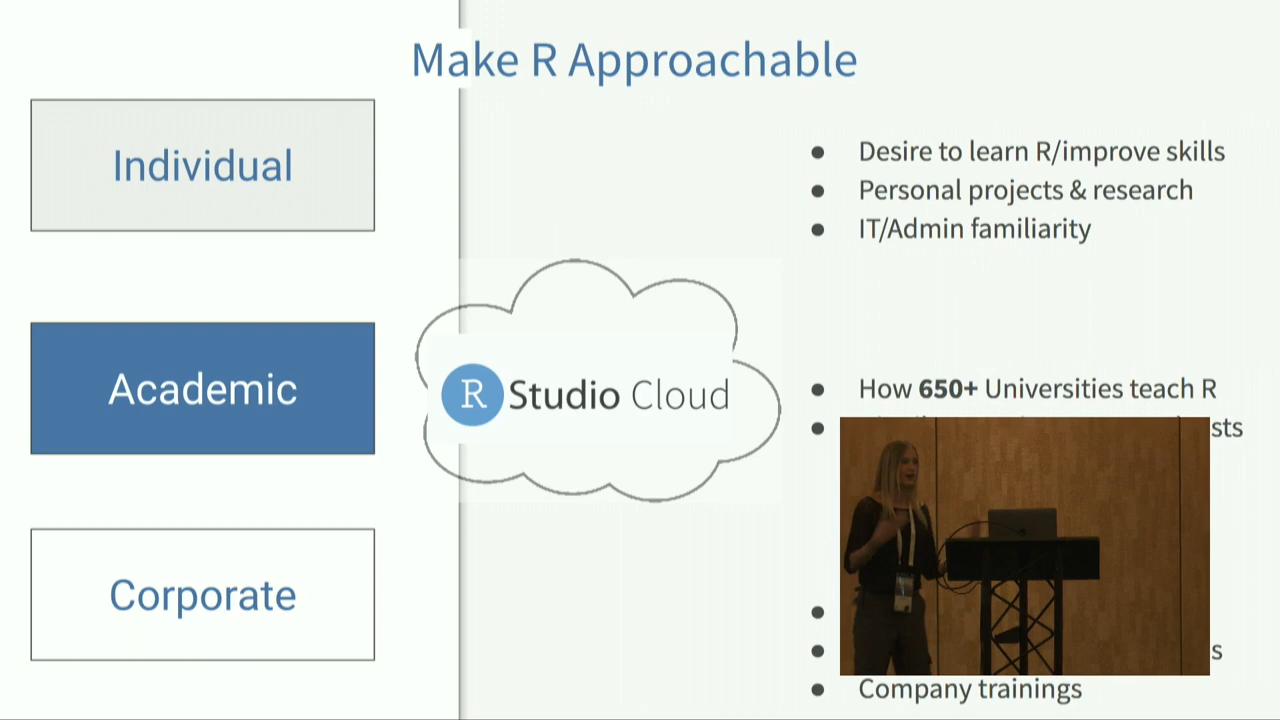 Make R Approachable
Individual
Desire to learn R/improve skills
Personal projects & research
IT/Admin familiarity
Academic
R Studio Cloud
How 650+ Universities teach R
Corporate
Company trainings